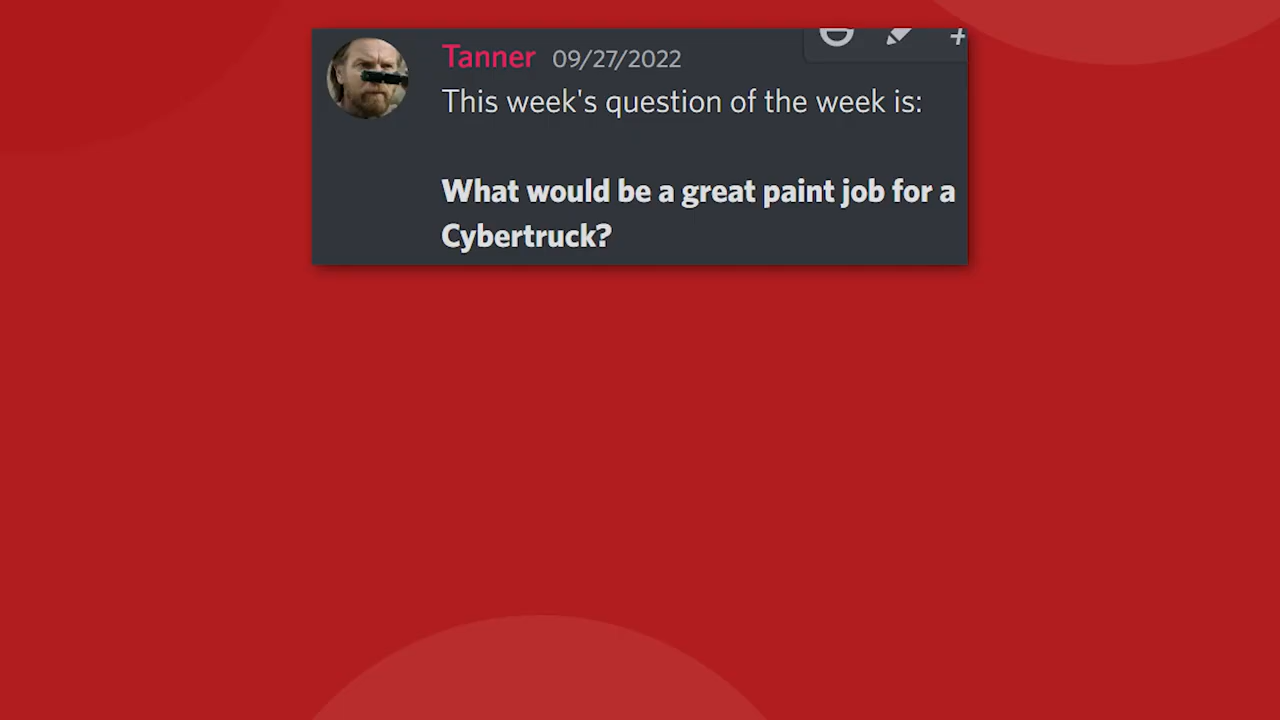 Tanner 09/27/2022
This week's question of the week is:
What would be a great paint job for a
Cybertruck?